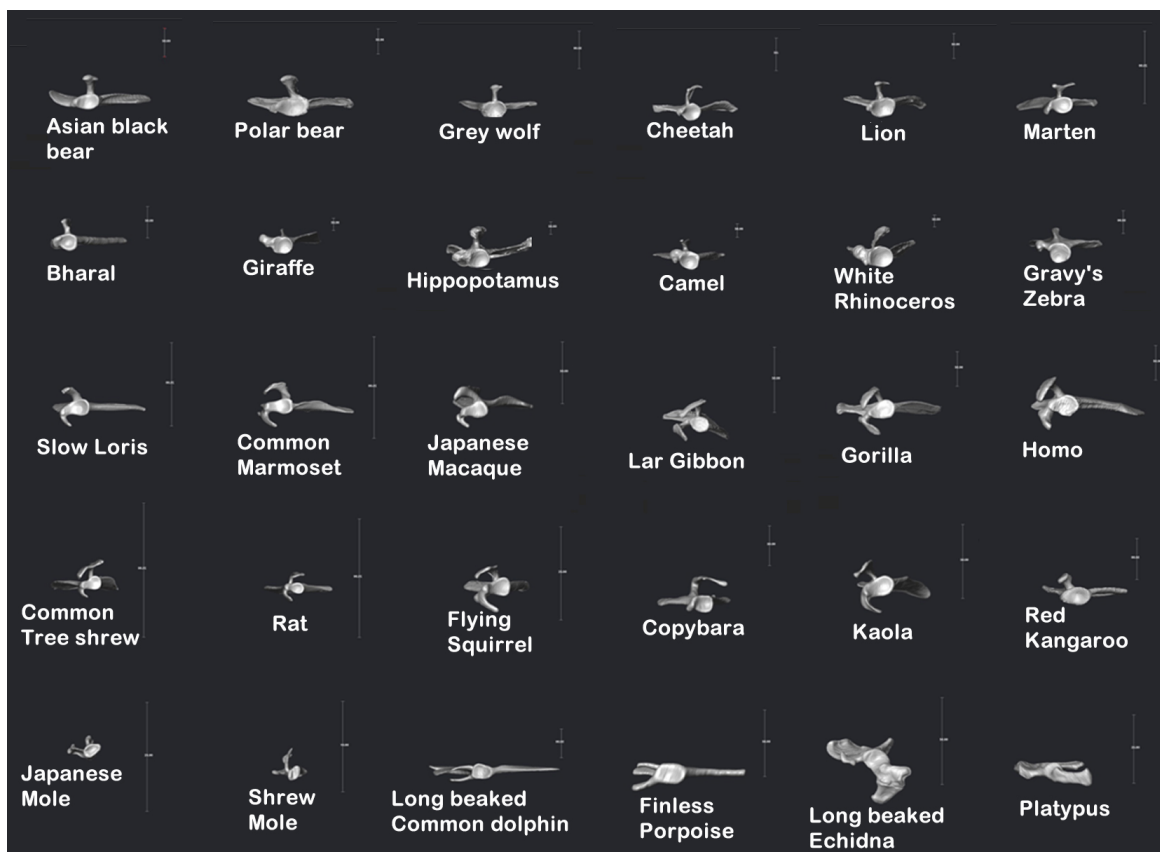 Asian black
bear
Polar bear
Grey wolf
Cheetah
Lion
Marten
Bharal
Giraffe
Hippopotamus
Camel
White
Rhinoceros
Gravy's
Zebra
Slow Loris
Common
Marmoset
Japanese
Macaque
Lar Gibbon
Gorilla
Homo
Common
Tree shrew
Rat
Flying
Squirrel
Copybara
Kaola
Red
Kangaroo
Japanese
Mole
Shrew
Mole
Long beaked
Common dolphin
Finless
Porpoise
Long beaked
Echidna
Platypus